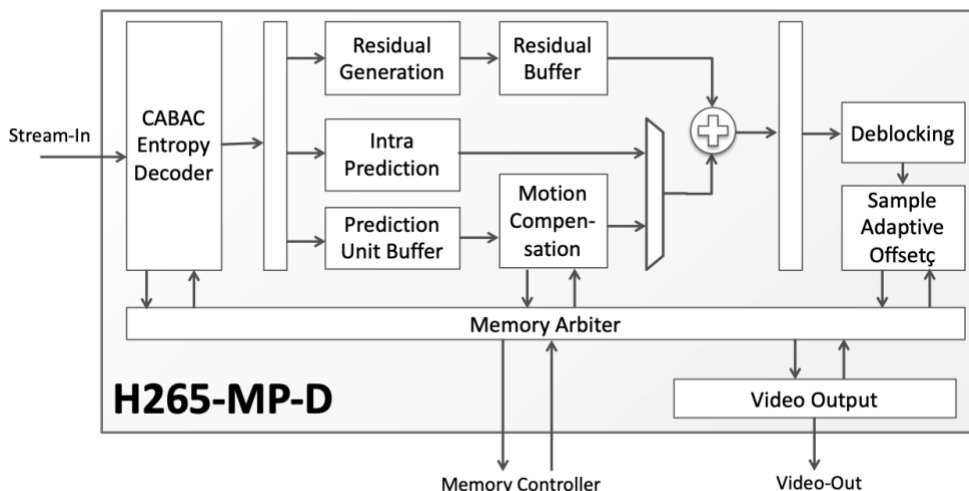 Stream-In
CABAC
Entropy
Decoder
Residual
Generation
Residual
Buffer
Intra
Prediction
Prediction
Unit Buffer
Motion
Compen-
sation
Deblocking
Sample
Adaptive
Offsetç
Memory Arbiter
H265-MP-D
Video Output
Memory Controller
Video-Out